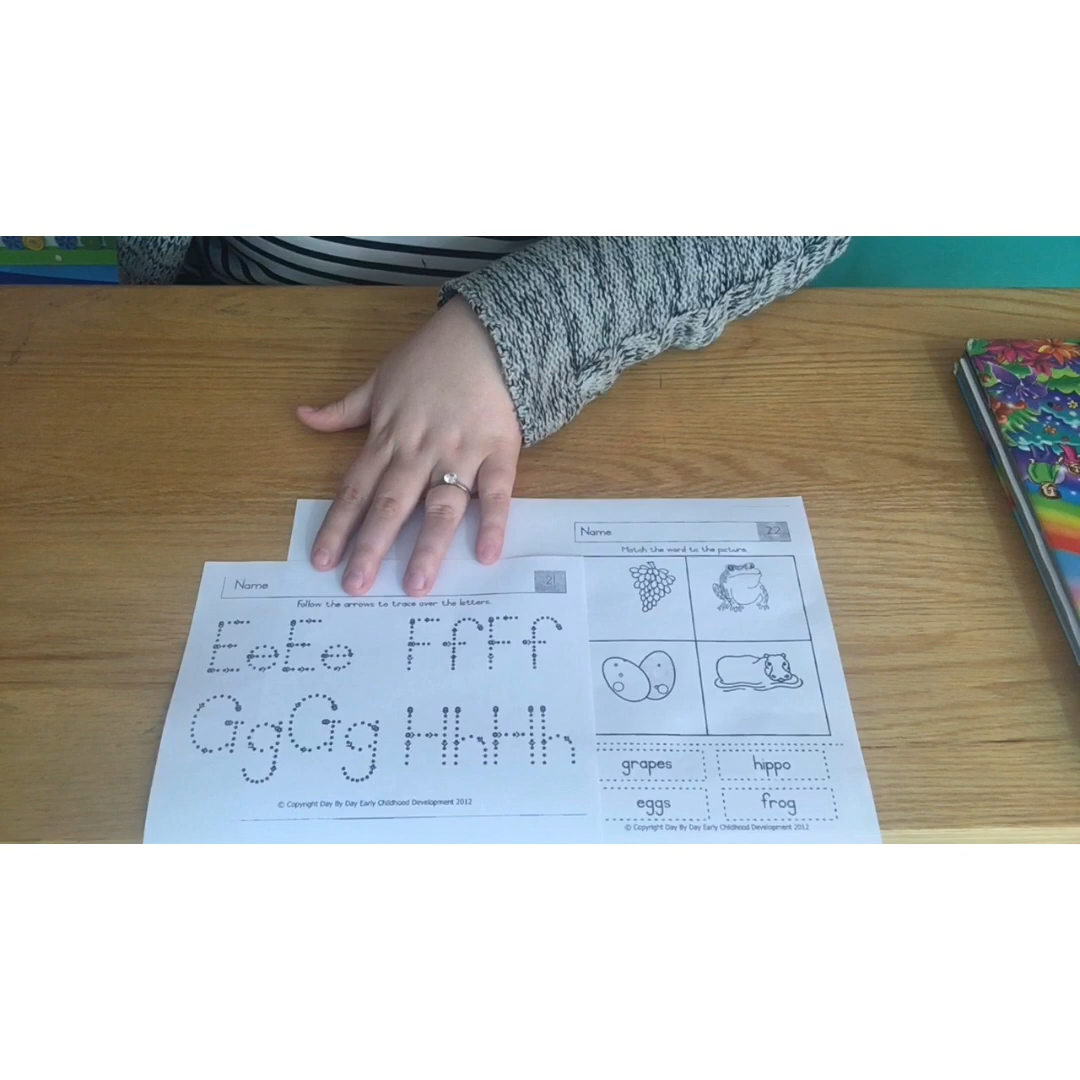 Name 21
Follow the arrows to trace over the letters.
EeEe FfFf
GgGg HhHh
© Copyright Day By Day Early Childhood Development 2012
Name 22
Match the word to the picture.
grapes hippo
eggs frog
© Copyright Day By Day Early Childhood Development 2012